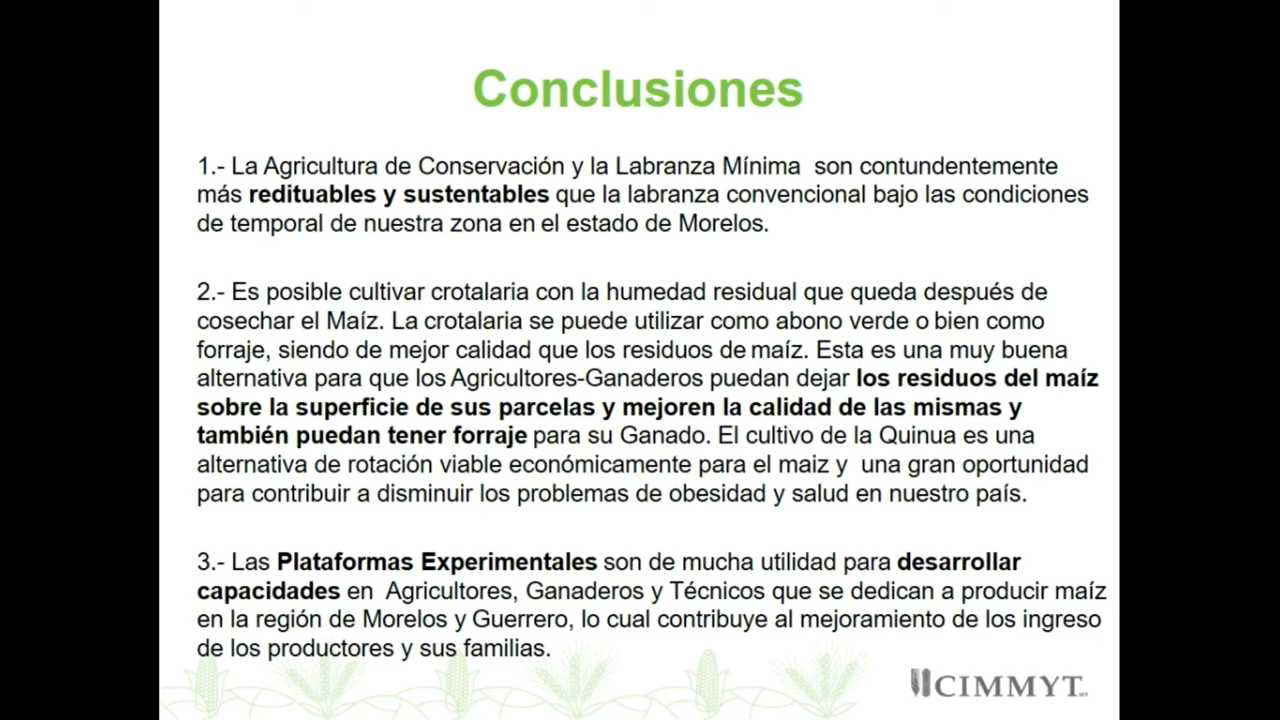 Conclusiones
1.- La Agricultura de Conservación y la Labranza Mínima son contundentemente
más redituables y sustentables que la labranza convencional bajo las condiciones
de temporal de nuestra zona en el estado de Morelos.
2.- Es posible cultivar crotalaria con la humedad residual que queda después de
cosechar el Maíz. La crotalaria se puede utilizar como abono verde o bien como
forraje, siendo de mejor calidad que los residuos de maíz. Esta es una muy buena
alternativa para que los Agricultores-Ganaderos puedan dejar los residuos del maíz
sobre la superficie de sus parcelas y mejoren la calidad de las mismas y
también puedan tener forraje para su Ganado. El cultivo de la Quinua es una
alternativa de rotación viable económicamente para el maiz y una gran oportunidad
para contribuir a disminuir los problemas de obesidad y salud en nuestro país.
3.- Las Plataformas Experimentales son de mucha utilidad para desarrollar
capacidades en Agricultores, Ganaderos y Técnicos que se dedican a producir maíz
en la región de Morelos y Guerrero, lo cual contribuye al mejoramiento de los ingreso
de los productores y sus familias.
CIMMYT